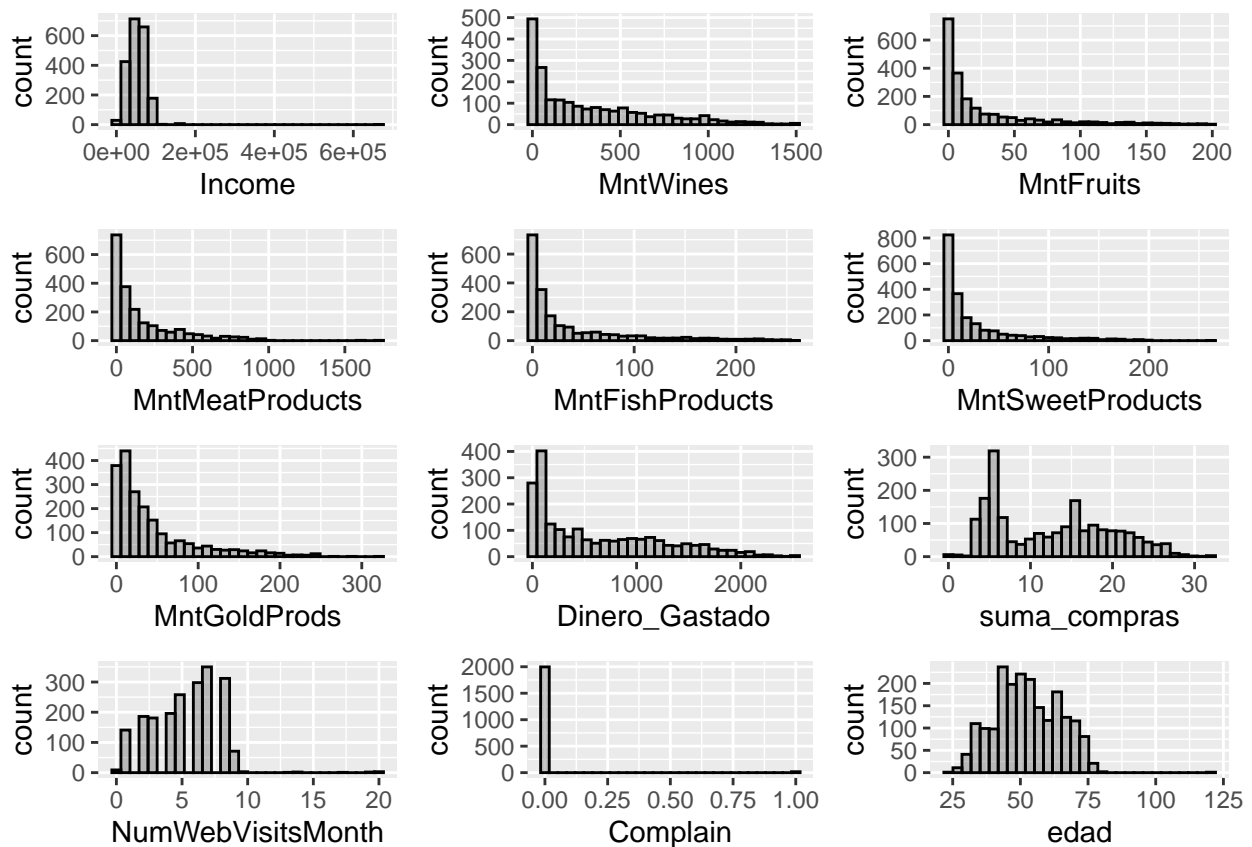 count
600
400
200
0
0e+00 2e+05 4e+05 6e+05
Income
count
500
400
300
200
100
0
0 500 1000 1500
MntWines
count
600
400
200
0
0 50 100 150 200
MntFruits
count
600
400
200
0
0 500 1000 1500
MntMeatProducts
count
600
400
200
0
0 100 200
MntFishProducts
count
800
600
400
200
0
0 100 200
MntSweetProducts
count
400
300
200
100
0
0 100 200 300
MntGoldProds
count
400
300
200
100
0
0 1000 2000
Dinero_Gastado
count
300
200
100
0
0 10 20 30
suma_compras
count
300
200
100
0
0 5 10 15 20
NumWebVisitsMonth
count
2000
1500
1000
500
0
0.00 0.25 0.50 0.75 1.00
Complain
count
200
150
100
50
0
25 50 75 100 125
edad